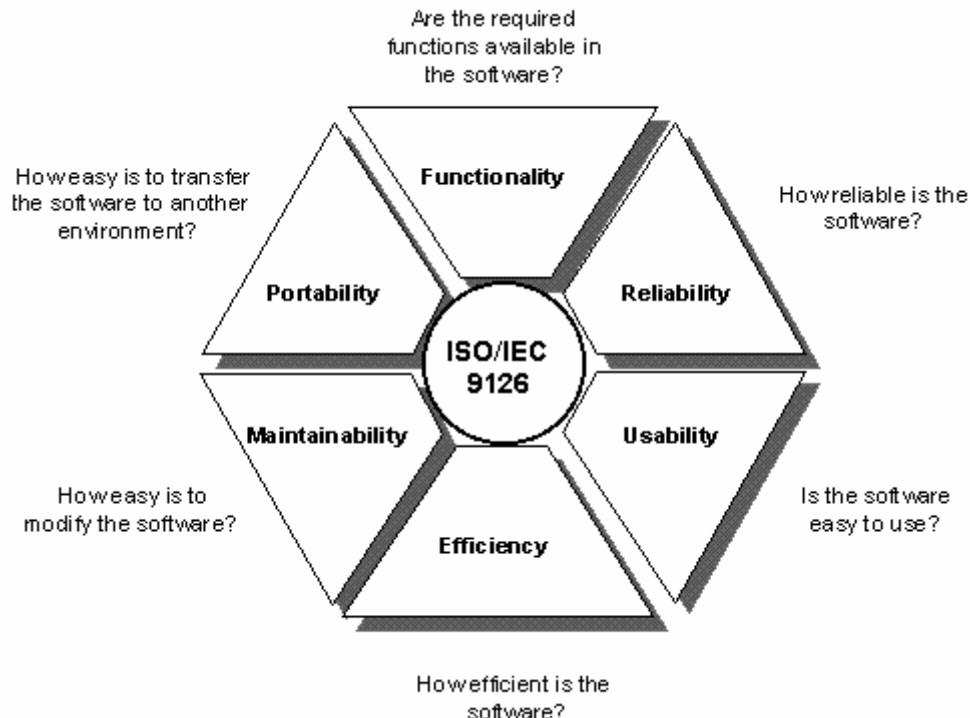 Are the required
functions available in
the software?
Functionality
How reliable is the
software?
Reliability
Is the software
easy to use?
Usability
How efficient is the
software?
Efficiency
How easy is to
modify the software?
Maintainability
How easy is to transfer
the software to another
environment?
Portability
ISO/IEC
9126